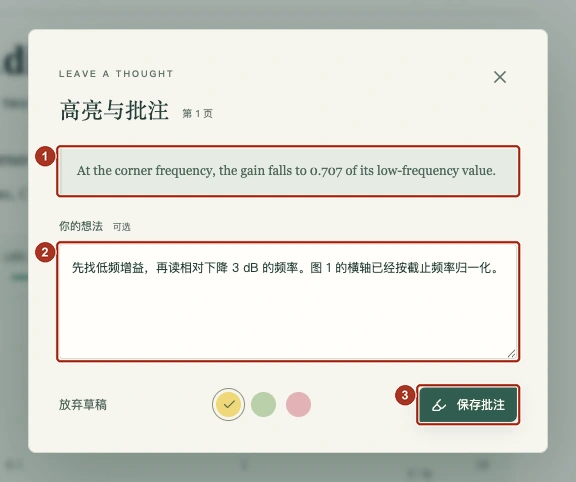 LEAVE A THOUGHT
高亮与批注 第 1 页
1
At the corner frequency, the gain falls to 0.707 of its low-frequency value.
你的想法 可选
2
先找低频增益，再读相对下降 3 dB 的频率。图 1 的横轴已经按截止频率归一化。
放弃草稿
3
保存批注